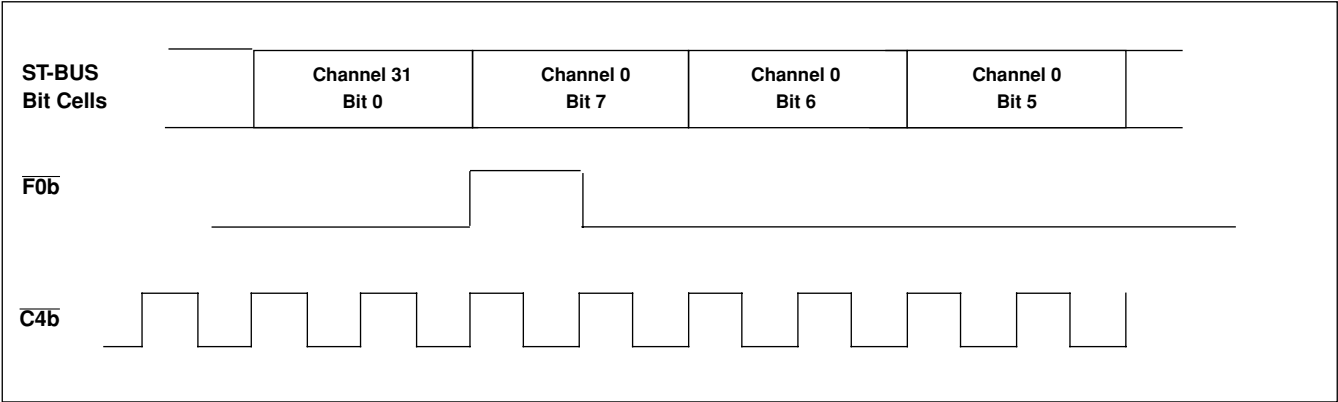 ST-BUS
Bit Cells
Channel 31
Bit 0
Channel 0
Bit 7
Channel 0
Bit 6
Channel 0
Bit 5
F0b
C4b